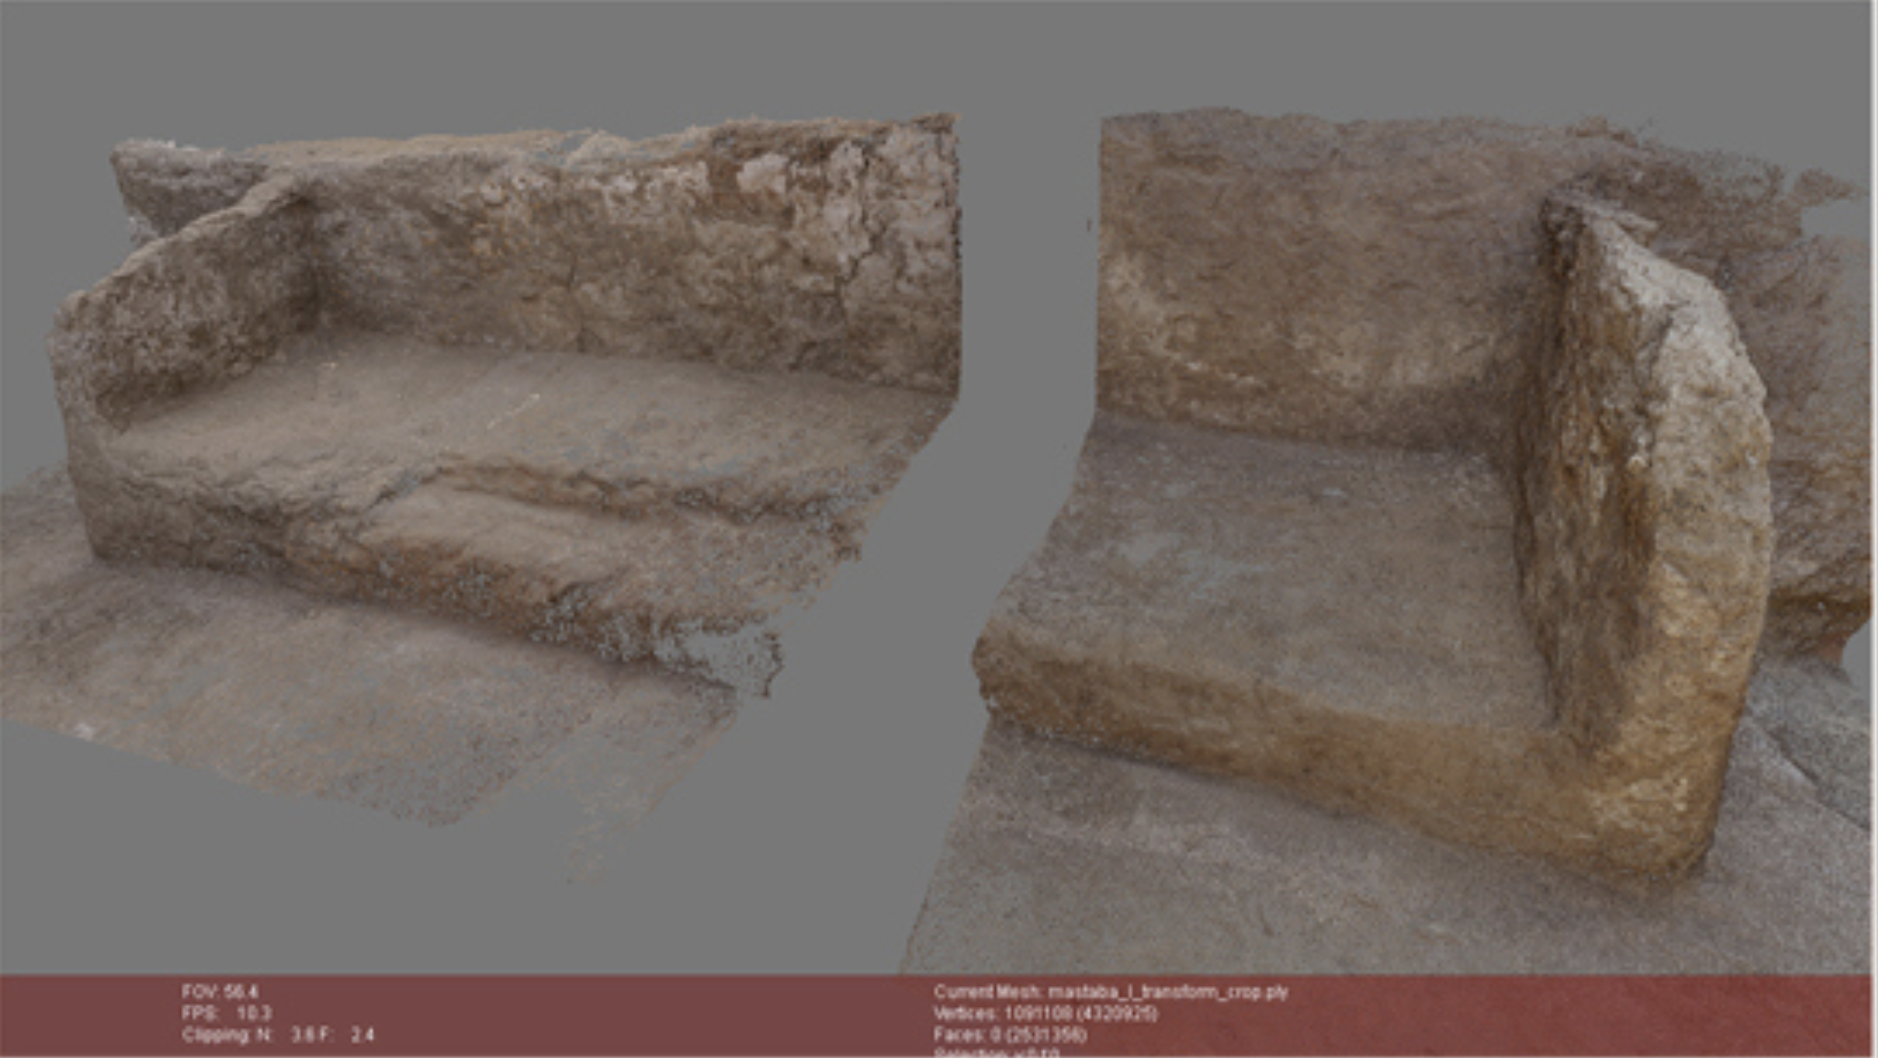 FOV: 56.4
FPS: 10.3
Clipping: N: 3.6 F: 2.4
Current Mesh: mastaba_l_transform_crop.ply
Vertices: 1091108 (4320925)
Faces: 0 (2531356)